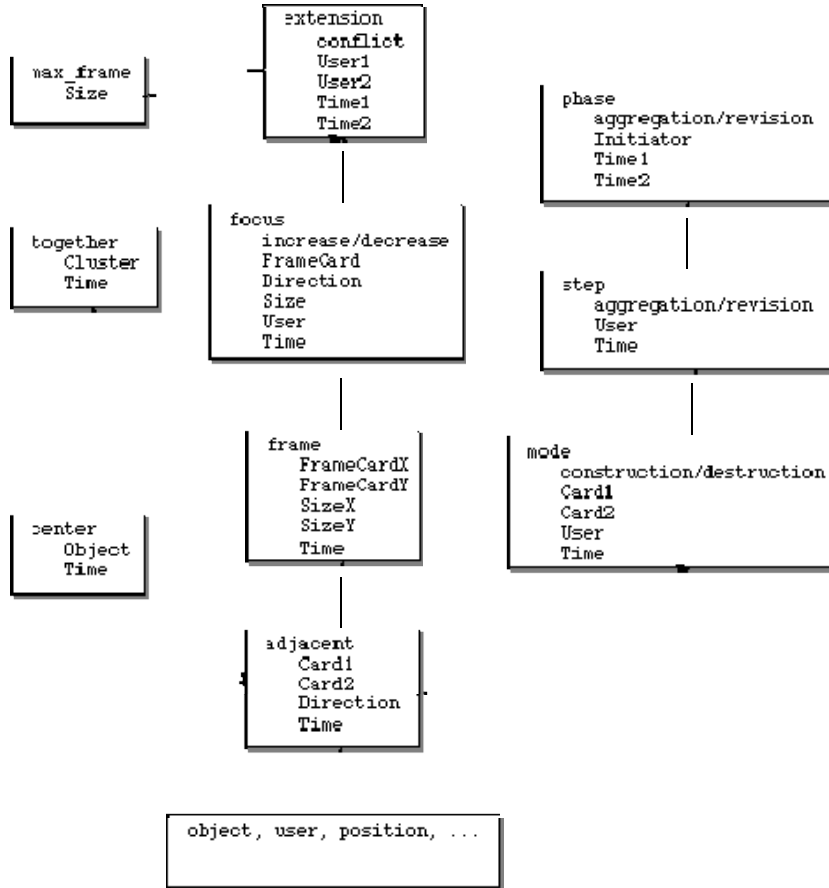 extension
conflict
User1
User2
Time1
Time2
max_frame
Size
phase
aggregation/revision
Initiator
Time1
Time2
focus
increase/decrease
FrameCard
Direction
Size
User
Time
together
Cluster
Time
step
aggregation/revision
User
Time
frame
FrameCardX
FrameCardY
SizeX
SizeY
Time
mode
construction/destruction
Card1
Card2
User
Time
center
Object
Time
adjacent
Card1
Card2
Direction
Time
object, user, position, ...